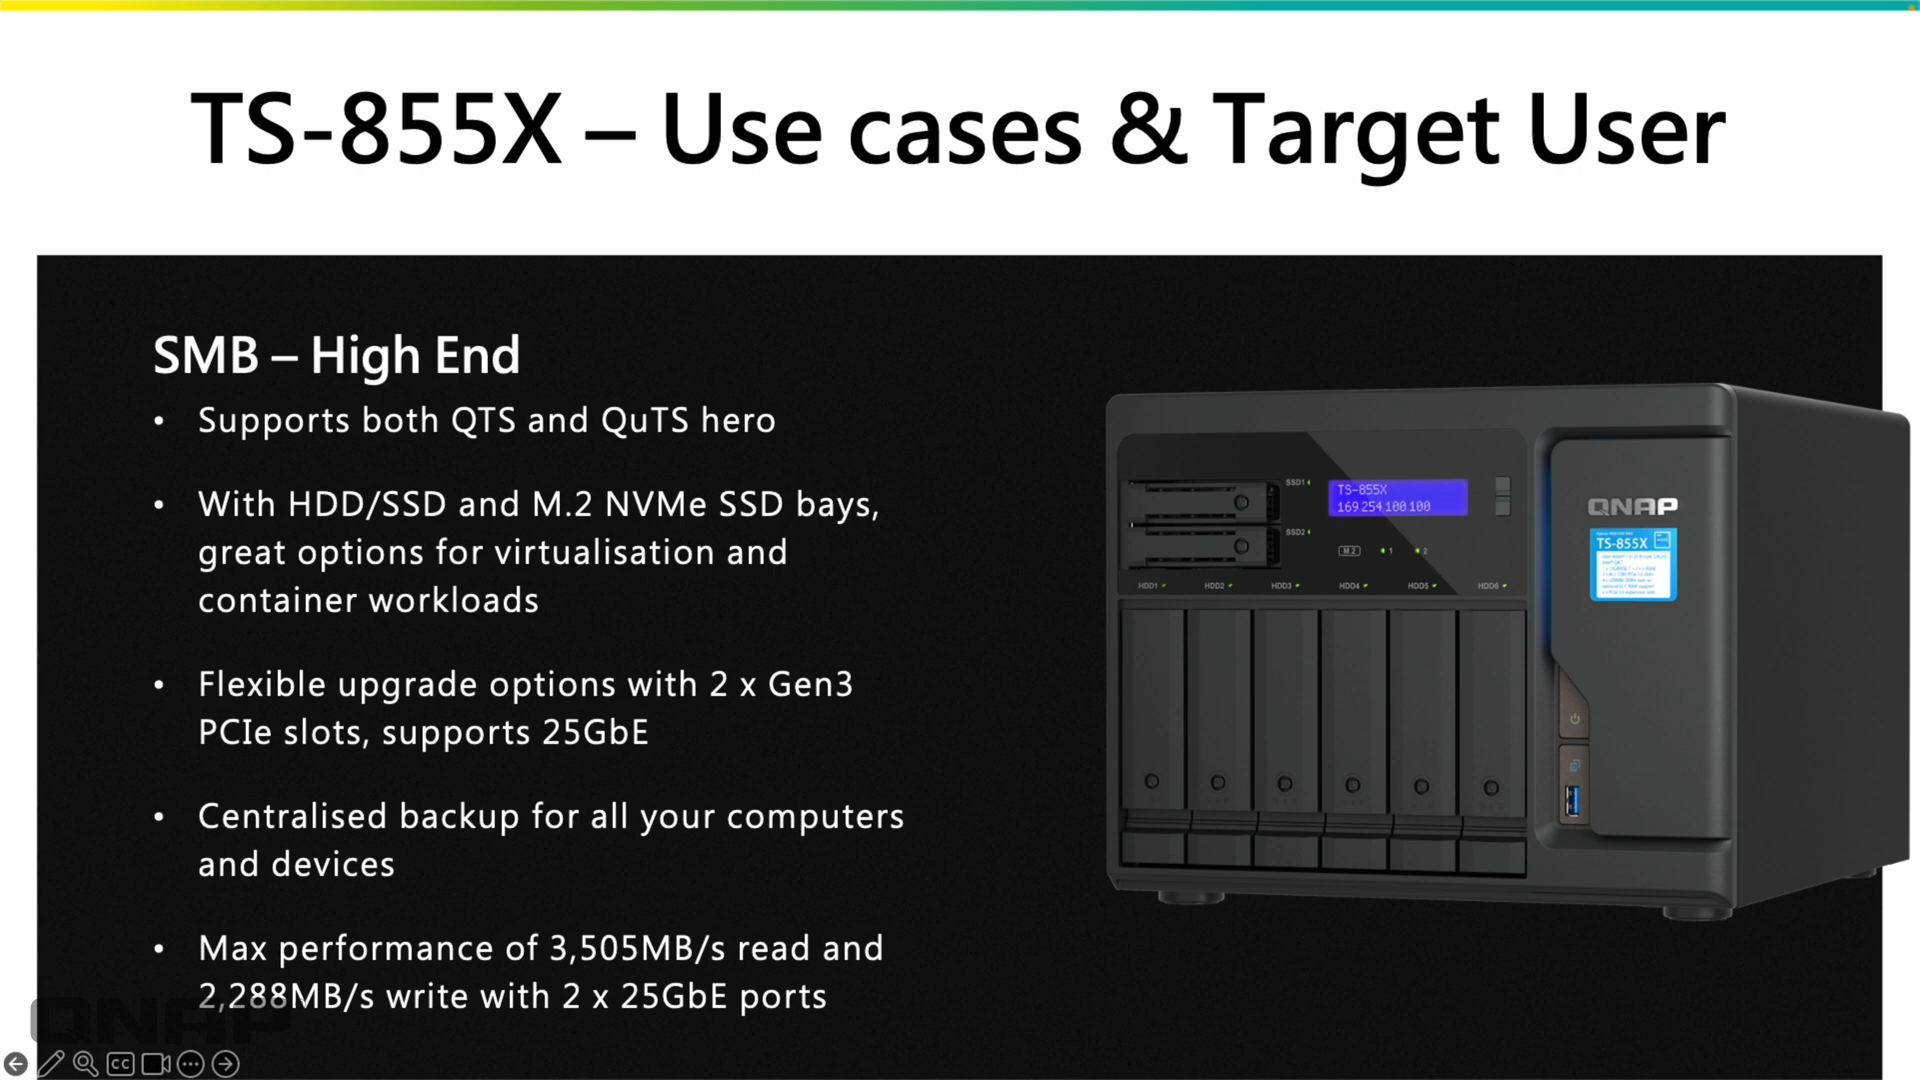 TS-855X – Use cases & Target User
SMB – High End
• Supports both QTS and QuTS hero
• With HDD/SSD and M.2 NVMe SSD bays,
great options for virtualisation and
container workloads
• Flexible upgrade options with 2 x Gen3
PCIe slots, supports 25GbE
• Centralised backup for all your computers
and devices
• Max performance of 3,505MB/s read and
2,288MB/s write with 2 x 25GbE ports
SSD1
SSD2
TS-855X
169.254.100.100
M.2 1 2
HDD1 HDD2 HDD3 HDD4 HDD5 HDD6
QNAP
TS-855X
QNAP
CC